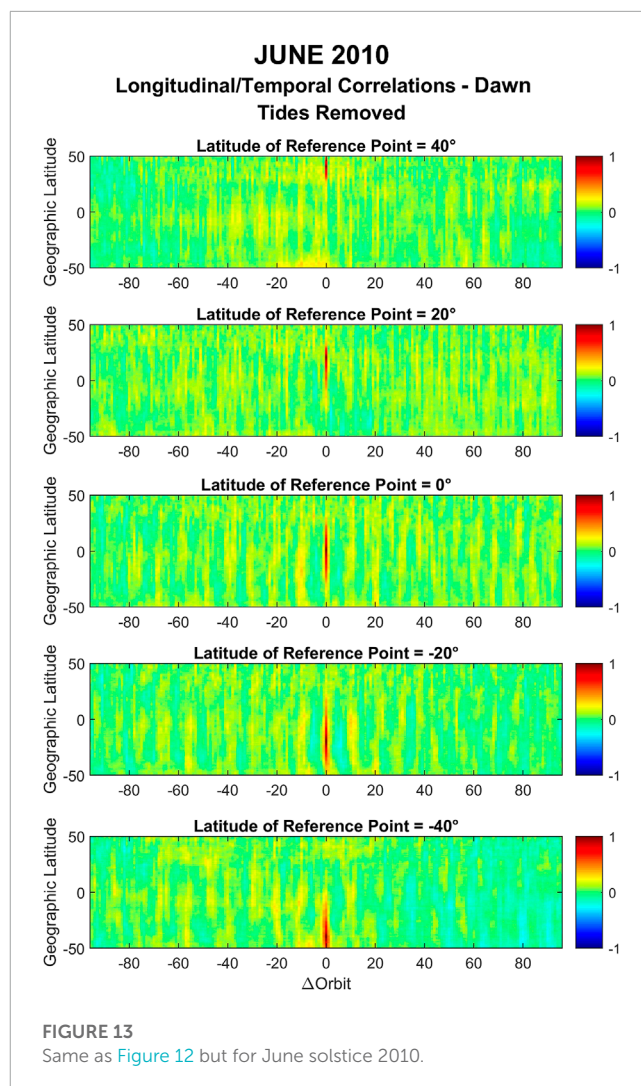 JUNE 2010
Longitudinal/Temporal Correlations - Dawn
Tides Removed
Latitude of Reference Point = 40°
Geographic Latitude
50
0
-50
-80 -60 -40 -20 0 20 40 60 80
1
0
-1
Latitude of Reference Point = 20°
Geographic Latitude
50
0
-50
-80 -60 -40 -20 0 20 40 60 80
1
0
-1
Latitude of Reference Point = 0°
Geographic Latitude
50
0
-50
-80 -60 -40 -20 0 20 40 60 80
1
0
-1
Latitude of Reference Point = -20°
Geographic Latitude
50
0
-50
-80 -60 -40 -20 0 20 40 60 80
1
0
-1
Latitude of Reference Point = -40°
Geographic Latitude
50
0
-50
-80 -60 -40 -20 0 20 40 60 80
1
0
-1
ΔOrbit
FIGURE 13
Same as Figure 12 but for June solstice 2010.